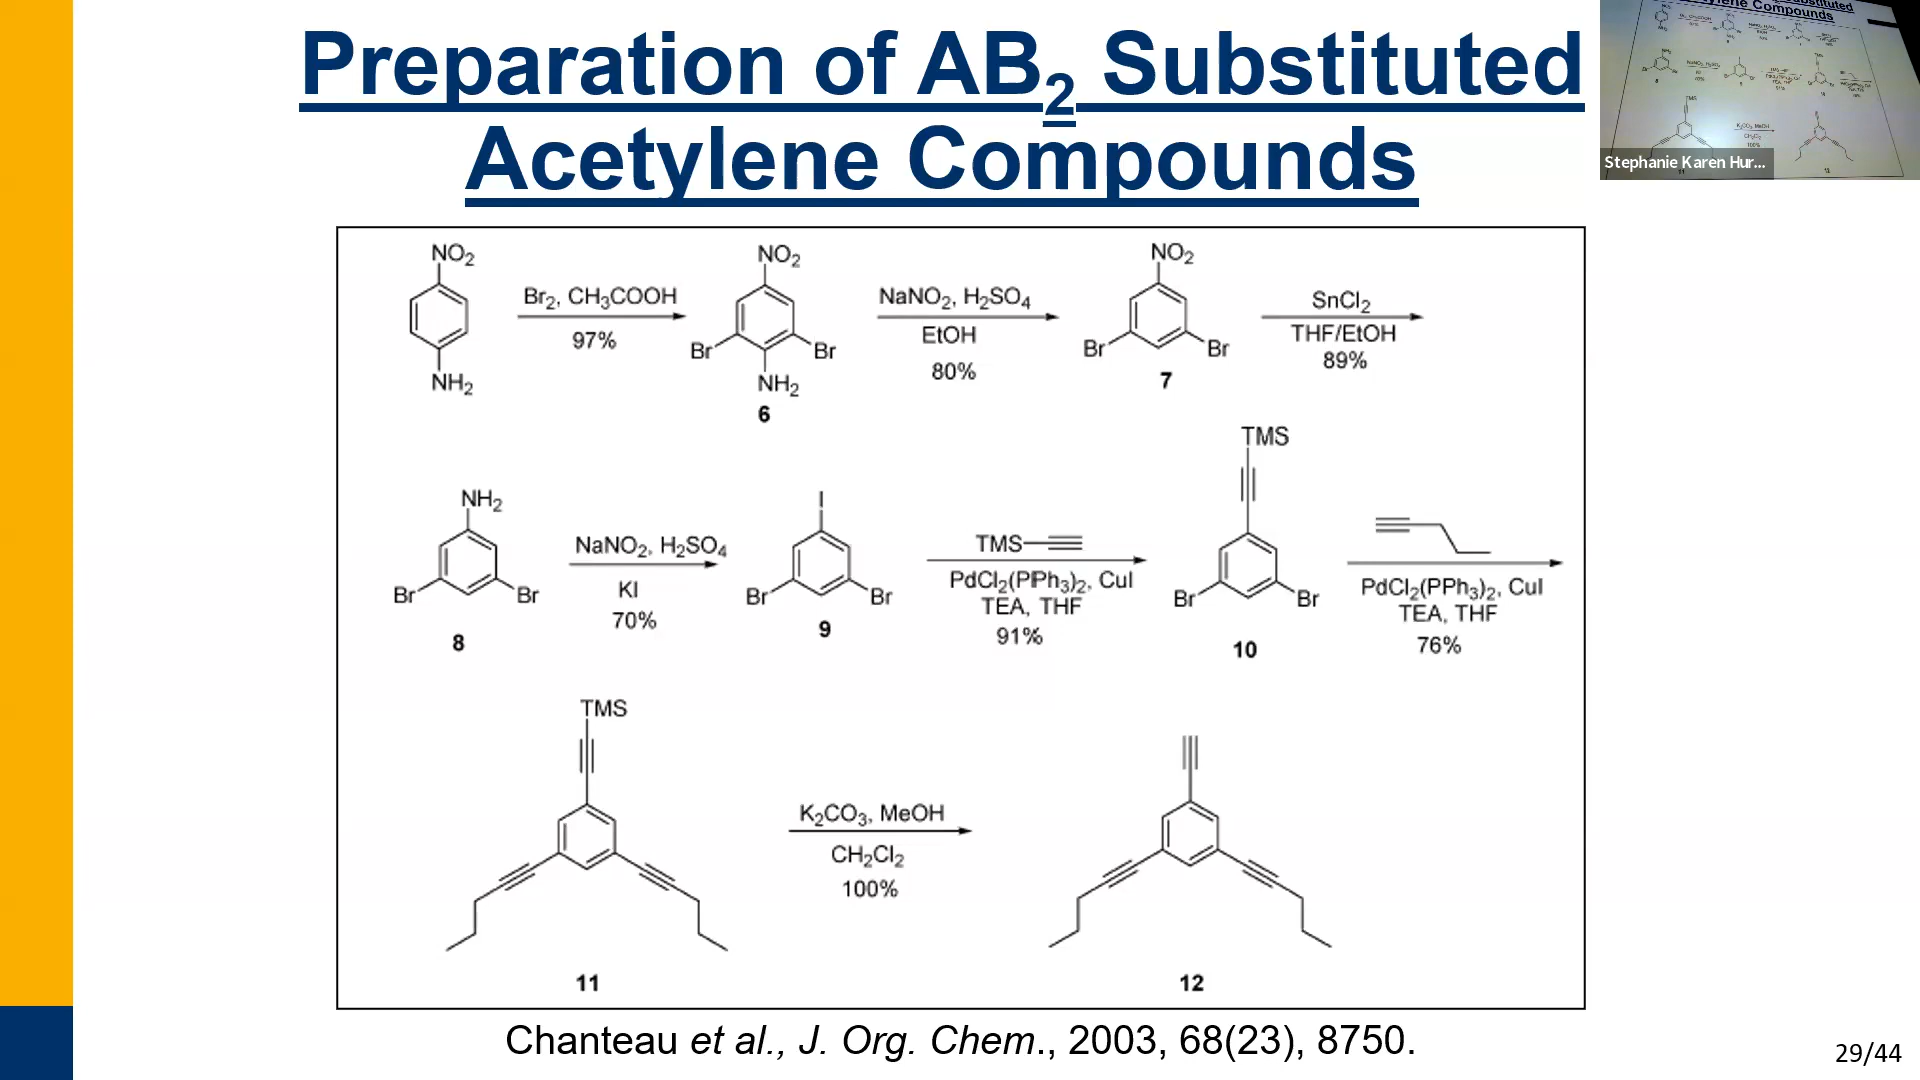 Preparation of AB2 Substituted
Acetylene Compounds
Stephanie Karen Hur...
NO2
NH2
Br2, CH3COOH
97%
NO2
Br
Br
NH2
6
NaNO2, H2SO4
EtOH
80%
NO2
Br
Br
7
SnCl2
THF/EtOH
89%
NH2
Br
Br
8
NaNO2, H2SO4
KI
70%
I
Br
Br
9
TMS
PdCl2(PPh3)2, CuI
TEA, THF
91%
TMS
Br
Br
10
PdCl2(PPh3)2, CuI
TEA, THF
76%
TMS
11
K2CO3, MeOH
CH2Cl2
100%
12
Chanteau et al., J. Org. Chem., 2003, 68(23), 8750.
29/44